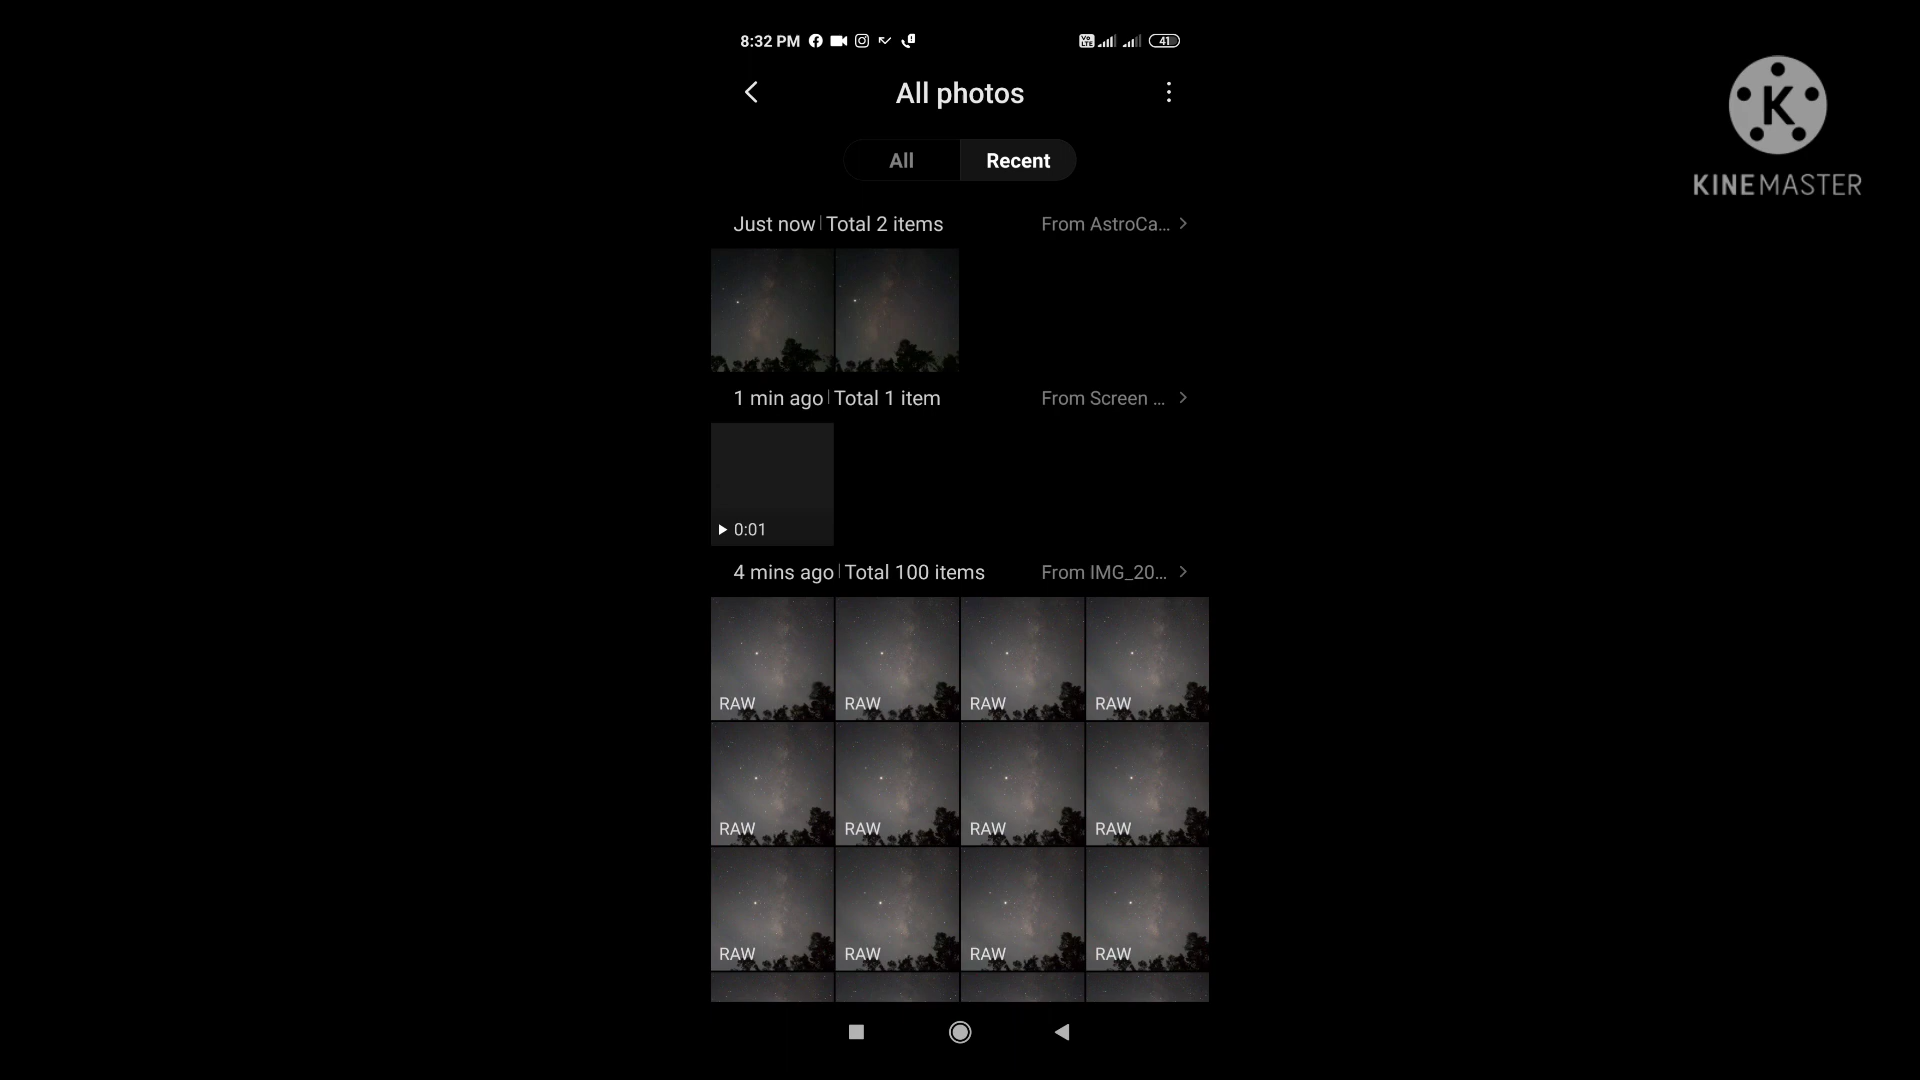 8:32 PM
Vo LTE
41
All photos
All
Recent
Just now | Total 2 items
From AstroCa...
1 min ago | Total 1 item
From Screen ...
0:01
4 mins ago | Total 100 items
From IMG_20...
RAW RAW RAW RAW
RAW RAW RAW RAW
RAW RAW RAW RAW
K
KINEMASTER